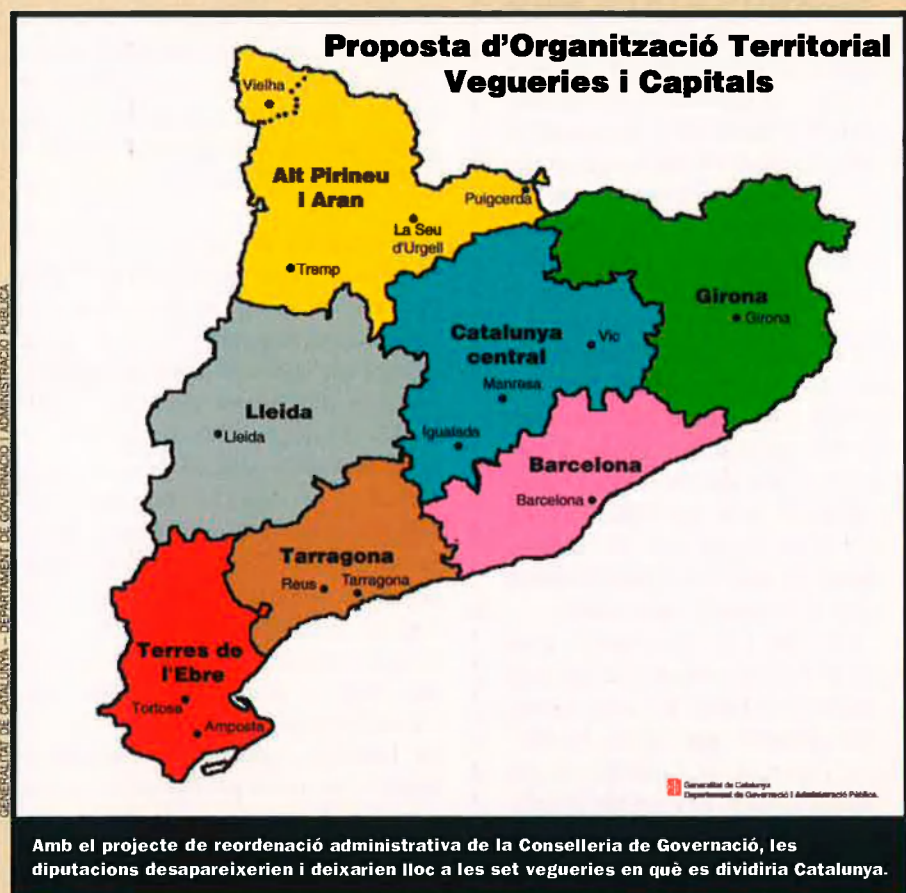 Proposta d'Organització Territorial
Vegueries i Capitals
Vielha
Alt Pirineu
i Aran
Puigcerdà
La Seu
d'Urgell
Tremp
Girona
Girona
Catalunya
central
Vic
Manresa
Igualada
Lleida
Lleida
Barcelona
Barcelona
Tarragona
Reus
Tarragona
Terres de
l'Ebre
Tortosa
Amposta
Generalitat de Catalunya
Departament de Governació i Administració Pública.
GENERALITAT DE CATALUNYA – DEPARTAMENT DE GOVERNACIÓ I ADMINISTRACIÓ PÚBLICA
Amb el projecte de reordenació administrativa de la Conselleria de Governació, les
diputacions desapareixerien i deixarien lloc a les set vegueries en què es dividiria Catalunya.